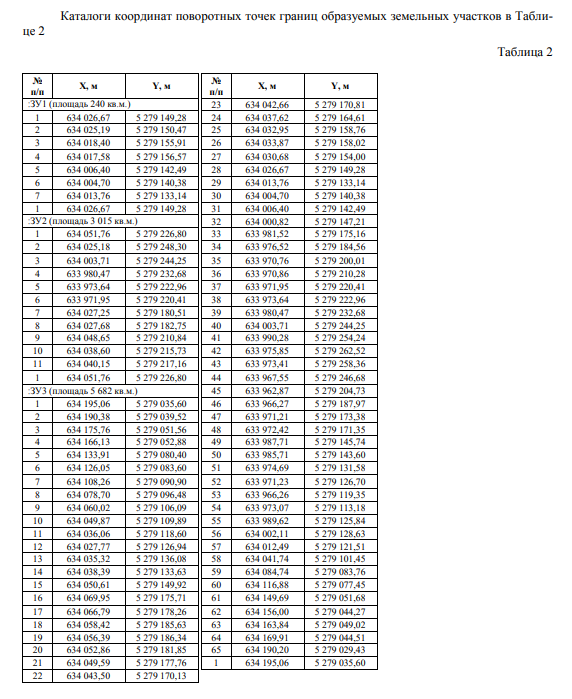 Каталоги координат поворотных точек границ образуемых земельных участков в Табли-
це 2
Таблица 2
№ п/п X, м Y, м
:ЗУ1 (площадь 240 кв.м.)
1 634 026,67 5 279 149,28
2 634 025,19 5 279 150,47
3 634 018,40 5 279 155,91
4 634 017,58 5 279 156,57
5 634 006,40 5 279 142,49
6 634 004,70 5 279 140,38
7 634 013,76 5 279 133,14
1 634 026,67 5 279 149,28
:ЗУ2 (площадь 3 015 кв.м.)
1 634 051,76 5 279 226,80
2 634 025,18 5 279 248,30
3 634 003,71 5 279 244,25
4 633 980,47 5 279 232,68
5 633 973,64 5 279 222,96
6 633 971,95 5 279 220,41
7 634 027,25 5 279 180,51
8 634 027,68 5 279 182,75
9 634 048,65 5 279 210,84
10 634 038,60 5 279 215,73
11 634 040,15 5 279 217,16
1 634 051,76 5 279 226,80
:ЗУ3 (площадь 5 682 кв.м.)
1 634 195,06 5 279 035,60
2 634 190,38 5 279 039,52
3 634 175,76 5 279 051,56
4 634 166,13 5 279 052,88
5 634 133,91 5 279 080,40
6 634 126,05 5 279 083,60
7 634 108,26 5 279 090,90
8 634 078,70 5 279 096,48
9 634 060,02 5 279 106,09
10 634 049,87 5 279 109,89
11 634 036,06 5 279 118,60
12 634 027,77 5 279 126,94
13 634 035,32 5 279 136,08
14 634 038,39 5 279 133,63
15 634 050,61 5 279 149,92
16 634 069,95 5 279 175,71
17 634 066,79 5 279 178,26
18 634 058,42 5 279 185,63
19 634 056,39 5 279 186,34
20 634 052,86 5 279 181,85
21 634 049,59 5 279 177,76
22 634 043,50 5 279 170,13
№ п/п X, м Y, м
23 634 042,66 5 279 170,81
24 634 037,62 5 279 164,61
25 634 032,95 5 279 158,76
26 634 033,87 5 279 158,02
27 634 030,68 5 279 154,00
28 634 026,67 5 279 149,28
29 634 013,76 5 279 133,14
30 634 004,70 5 279 140,38
31 634 006,40 5 279 142,49
32 634 000,82 5 279 147,21
33 633 981,52 5 279 175,16
34 633 976,52 5 279 184,56
35 633 970,76 5 279 200,01
36 633 970,86 5 279 210,28
37 633 971,95 5 279 220,41
38 633 973,64 5 279 222,96
39 633 980,47 5 279 232,68
40 634 003,71 5 279 244,25
41 633 990,28 5 279 254,24
42 633 975,85 5 279 262,52
43 633 973,41 5 279 258,36
44 633 967,55 5 279 246,68
45 633 962,87 5 279 204,73
46 633 966,27 5 279 187,97
47 633 971,21 5 279 173,38
48 633 972,42 5 279 171,35
49 633 987,71 5 279 145,74
50 633 985,71 5 279 143,60
51 633 974,69 5 279 131,58
52 633 971,23 5 279 126,70
53 633 966,26 5 279 119,35
54 633 973,07 5 279 113,18
55 633 989,62 5 279 125,84
56 634 002,11 5 279 128,63
57 634 012,49 5 279 121,51
58 634 041,74 5 279 101,45
59 634 084,74 5 279 083,76
60 634 116,88 5 279 077,45
61 634 149,69 5 279 051,68
62 634 156,00 5 279 044,27
63 634 163,84 5 279 049,02
64 634 169,91 5 279 044,51
65 634 190,20 5 279 029,43
1 634 195,06 5 279 035,60